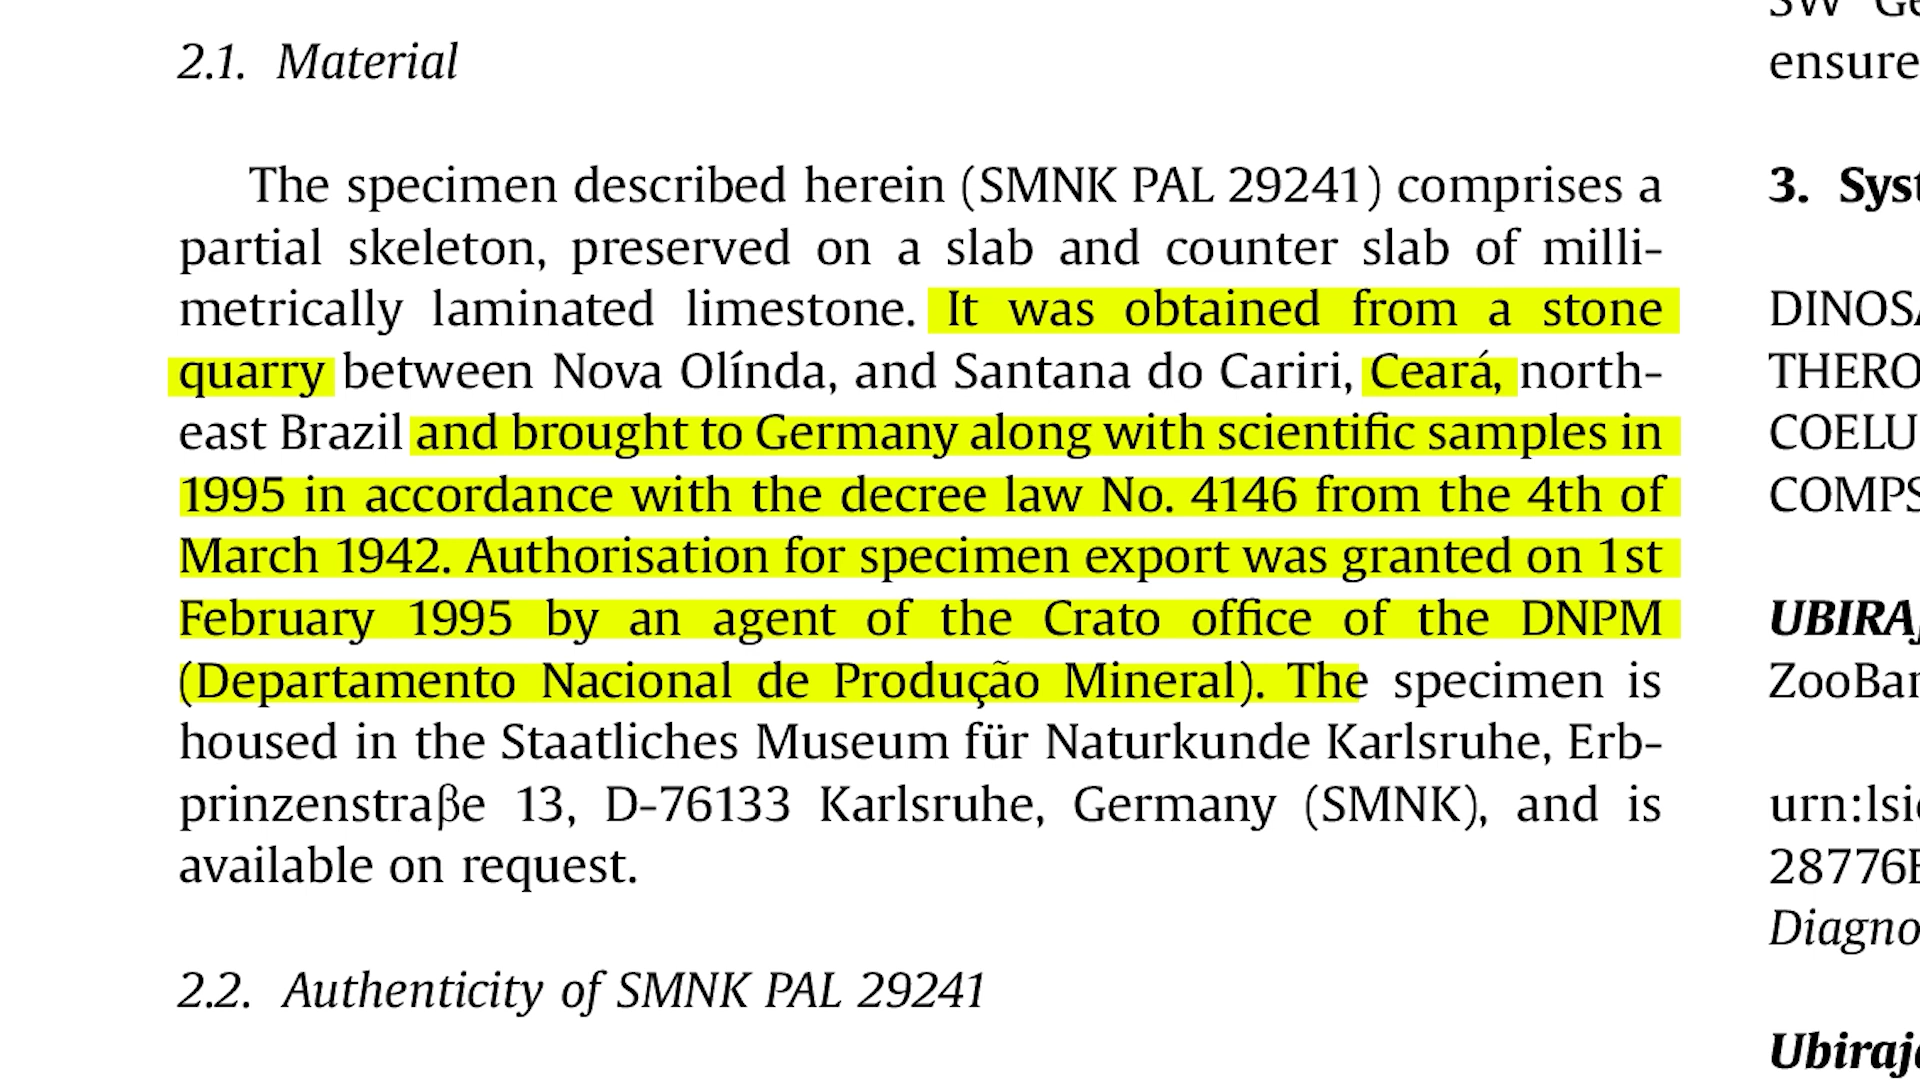 2.1. Material
The specimen described herein (SMNK PAL 29241) comprises a
partial skeleton, preserved on a slab and counter slab of milli-
metrically laminated limestone. It was obtained from a stone
quarry between Nova Olínda, and Santana do Cariri, Ceará, north-
east Brazil and brought to Germany along with scientific samples in
1995 in accordance with the decree law No. 4146 from the 4th of
March 1942. Authorisation for specimen export was granted on 1st
February 1995 by an agent of the Crato office of the DNPM
(Departamento Nacional de Produção Mineral). The specimen is
housed in the Staatliches Museum für Naturkunde Karlsruhe, Erb-
prinzenstraβe 13, D-76133 Karlsruhe, Germany (SMNK), and is
available on request.
2.2. Authenticity of SMNK PAL 29241
SW Ge
ensure
3. Syst
DINOSA
THERO
COELU
COMPS
UBIRAJ
ZooBan
urn:lsi
28776
Diagno
Ubiraj